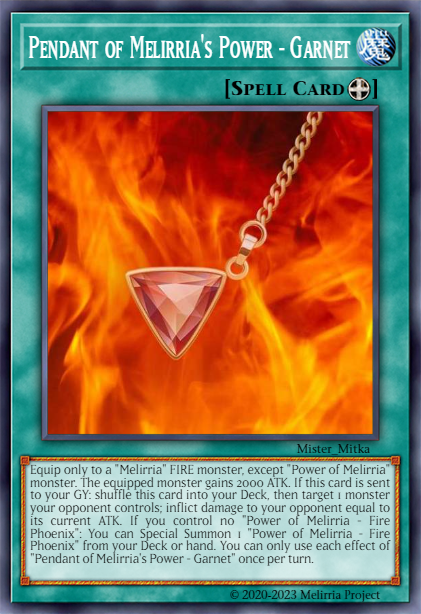 Pendant of Melirria's Power - Garnet 魔
[Spell Card]
Mister_Mitka
Equip only to a "Melirria" FIRE monster, except "Power of Melirria"
monster. The equipped monster gains 2000 ATK. If this card is sent
to your GY: shuffle this card into your Deck, then target 1 monster
your opponent controls; inflict damage to your opponent equal to
its current ATK. If you control no "Power of Melirria - Fire
Phoenix": You can Special Summon 1 "Power of Melirria - Fire
Phoenix" from your Deck or hand. You can only use each effect of
"Pendant of Melirria's Power - Garnet" once per turn.
© 2020-2023 Melirria Project